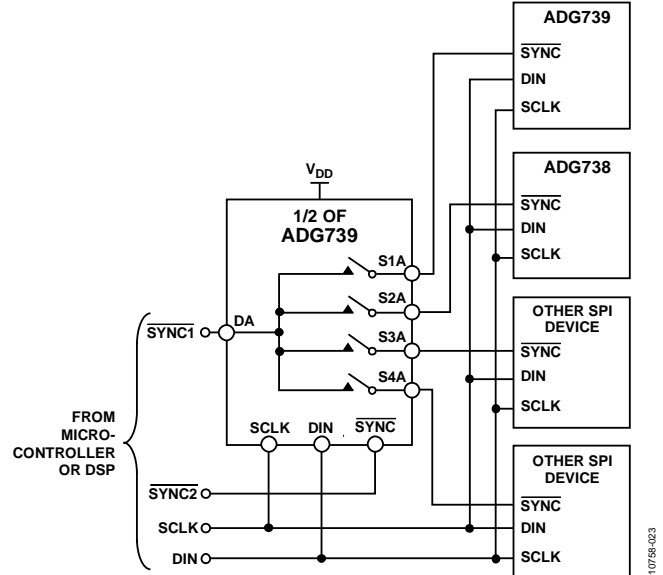 ADG739
SYNC
DIN
SCLK
VDD
1/2 OF
ADG739
S1A
S2A
S3A
S4A
DA
SCLK DIN SYNC
ADG738
SYNC
DIN
SCLK
OTHER SPI
DEVICE
SYNC
DIN
SCLK
OTHER SPI
DEVICE
SYNC
DIN
SCLK
FROM
MICRO-
CONTROLLER
OR DSP
SYNC1
SYNC2
SCLK
DIN
10758-023